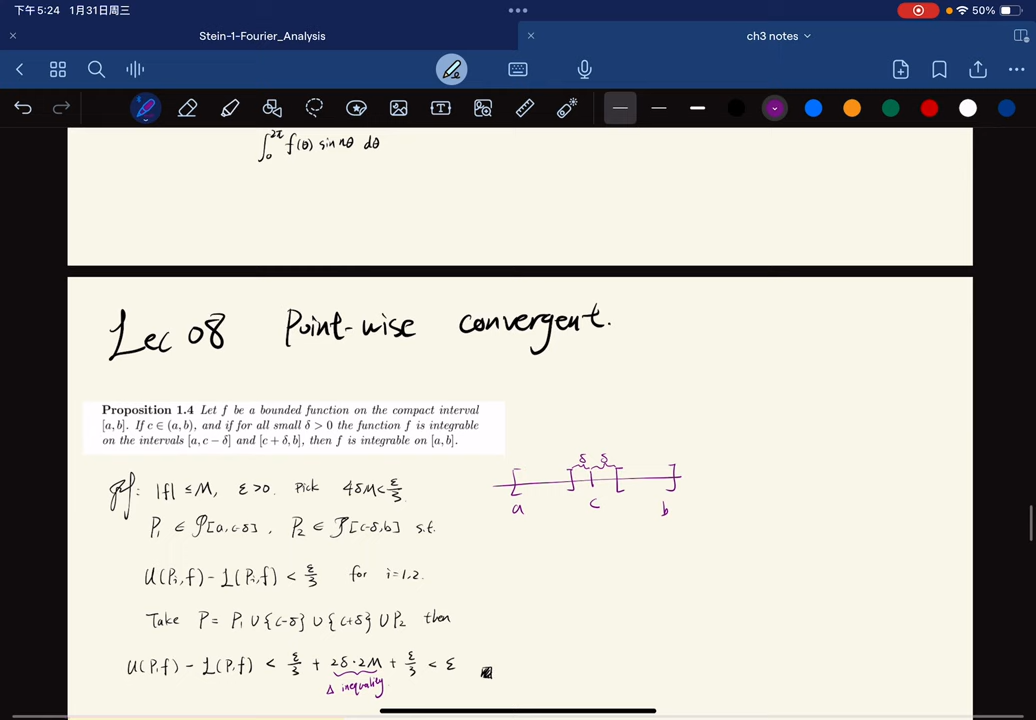 下午5:24 1月31日周三
50%
Stein-1-Fourier_Analysis
ch3 notes
∫₀^{2π} f(θ) sin nθ dθ
Lec 08 Point-wise convergent.
Proposition 1.4 Let f be a bounded function on the compact interval
[a, b]. If c ∈ (a, b), and if for all small δ > 0 the function f is integrable
on the intervals [a, c − δ] and [c + δ, b], then f is integrable on [a, b].
δ δ
a c b
pf: |f| ≤ M, ε>0. Pick 4δM < ε/3.
P₁ ∈ 𝒫[a, c-δ], P₂ ∈ 𝒫[c-δ, b] s.t.
U(Pᵢ, f) - L(Pᵢ, f) < ε/3 for i=1,2.
Take P = P₁ ∪ {c-δ} ∪ {c+δ} ∪ P₂ then
U(P, f) - L(P, f) < ε/3 + 2δ·2M + ε/3 < ε
Δ inequality